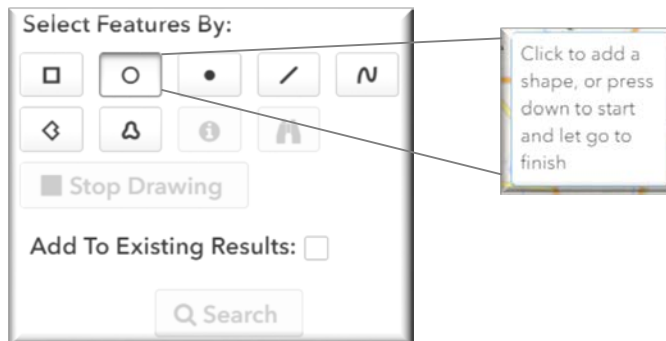 Select Features By:
Stop Drawing
Add To Existing Results:
Search
Click to add a
shape, or press
down to start
and let go to
finish